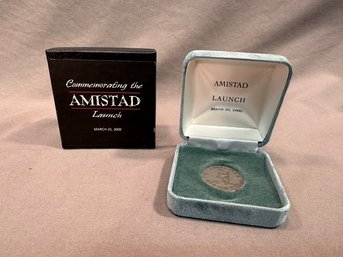 Commemorating the
AMISTAD
Launch
MARCH 25, 2000
AMISTAD
LAUNCH
March 25, 2000